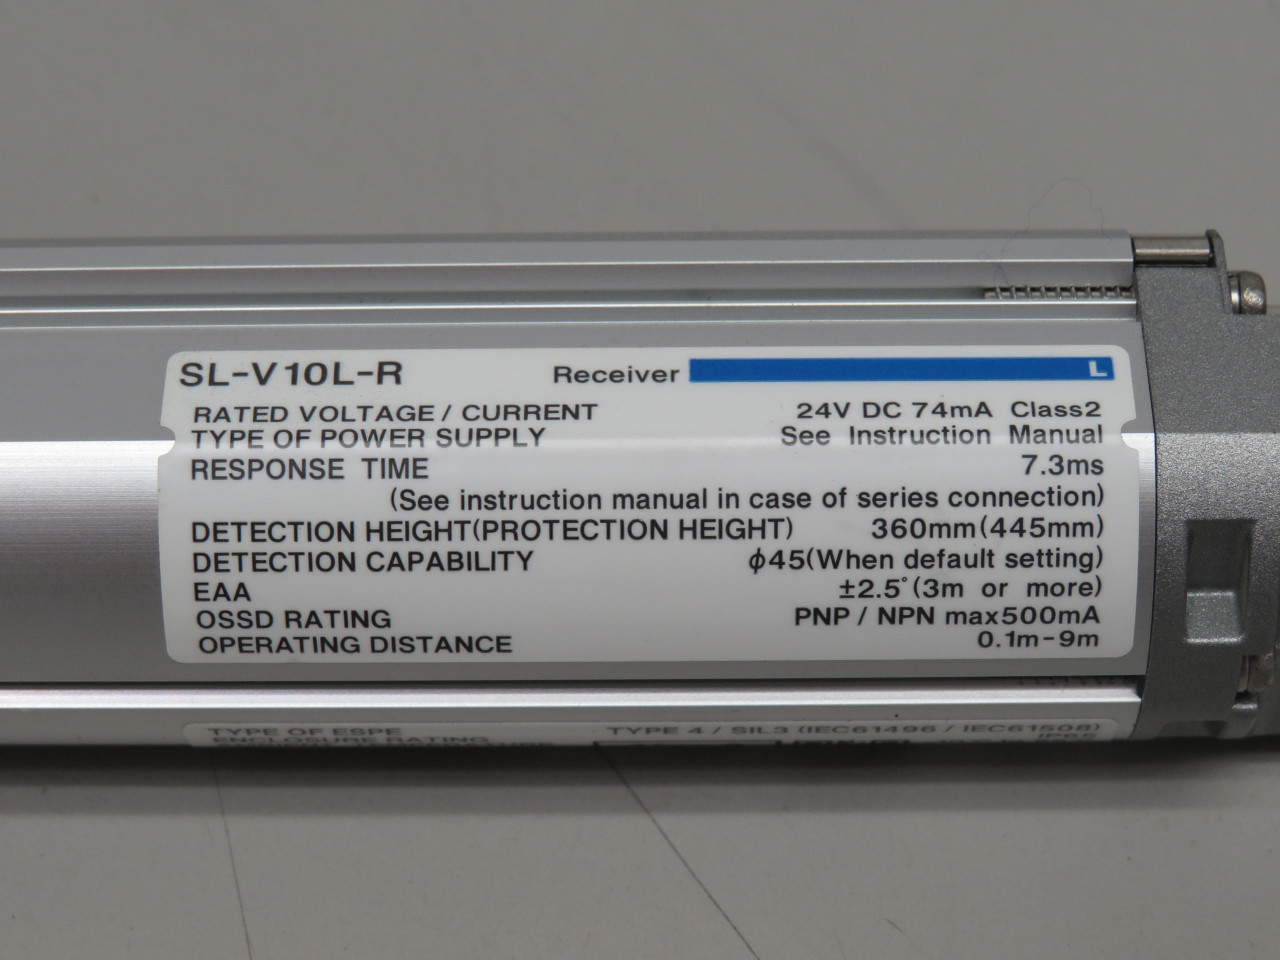 SL-V10L-R Receiver L
RATED VOLTAGE / CURRENT 24V DC 74mA Class2
TYPE OF POWER SUPPLY See Instruction Manual
RESPONSE TIME 7.3ms
(See instruction manual in case of series connection)
DETECTION HEIGHT(PROTECTION HEIGHT) 360mm(445mm)
DETECTION CAPABILITY ϕ45(When default setting)
EAA ±2.5°(3m or more)
OSSD RATING PNP / NPN max500mA
OPERATING DISTANCE 0.1m-9m
TYPE OF ESPE TYPE 4 / SIL3 (IEC61496 / IEC61508)
ENCLOSURE RATING IP65